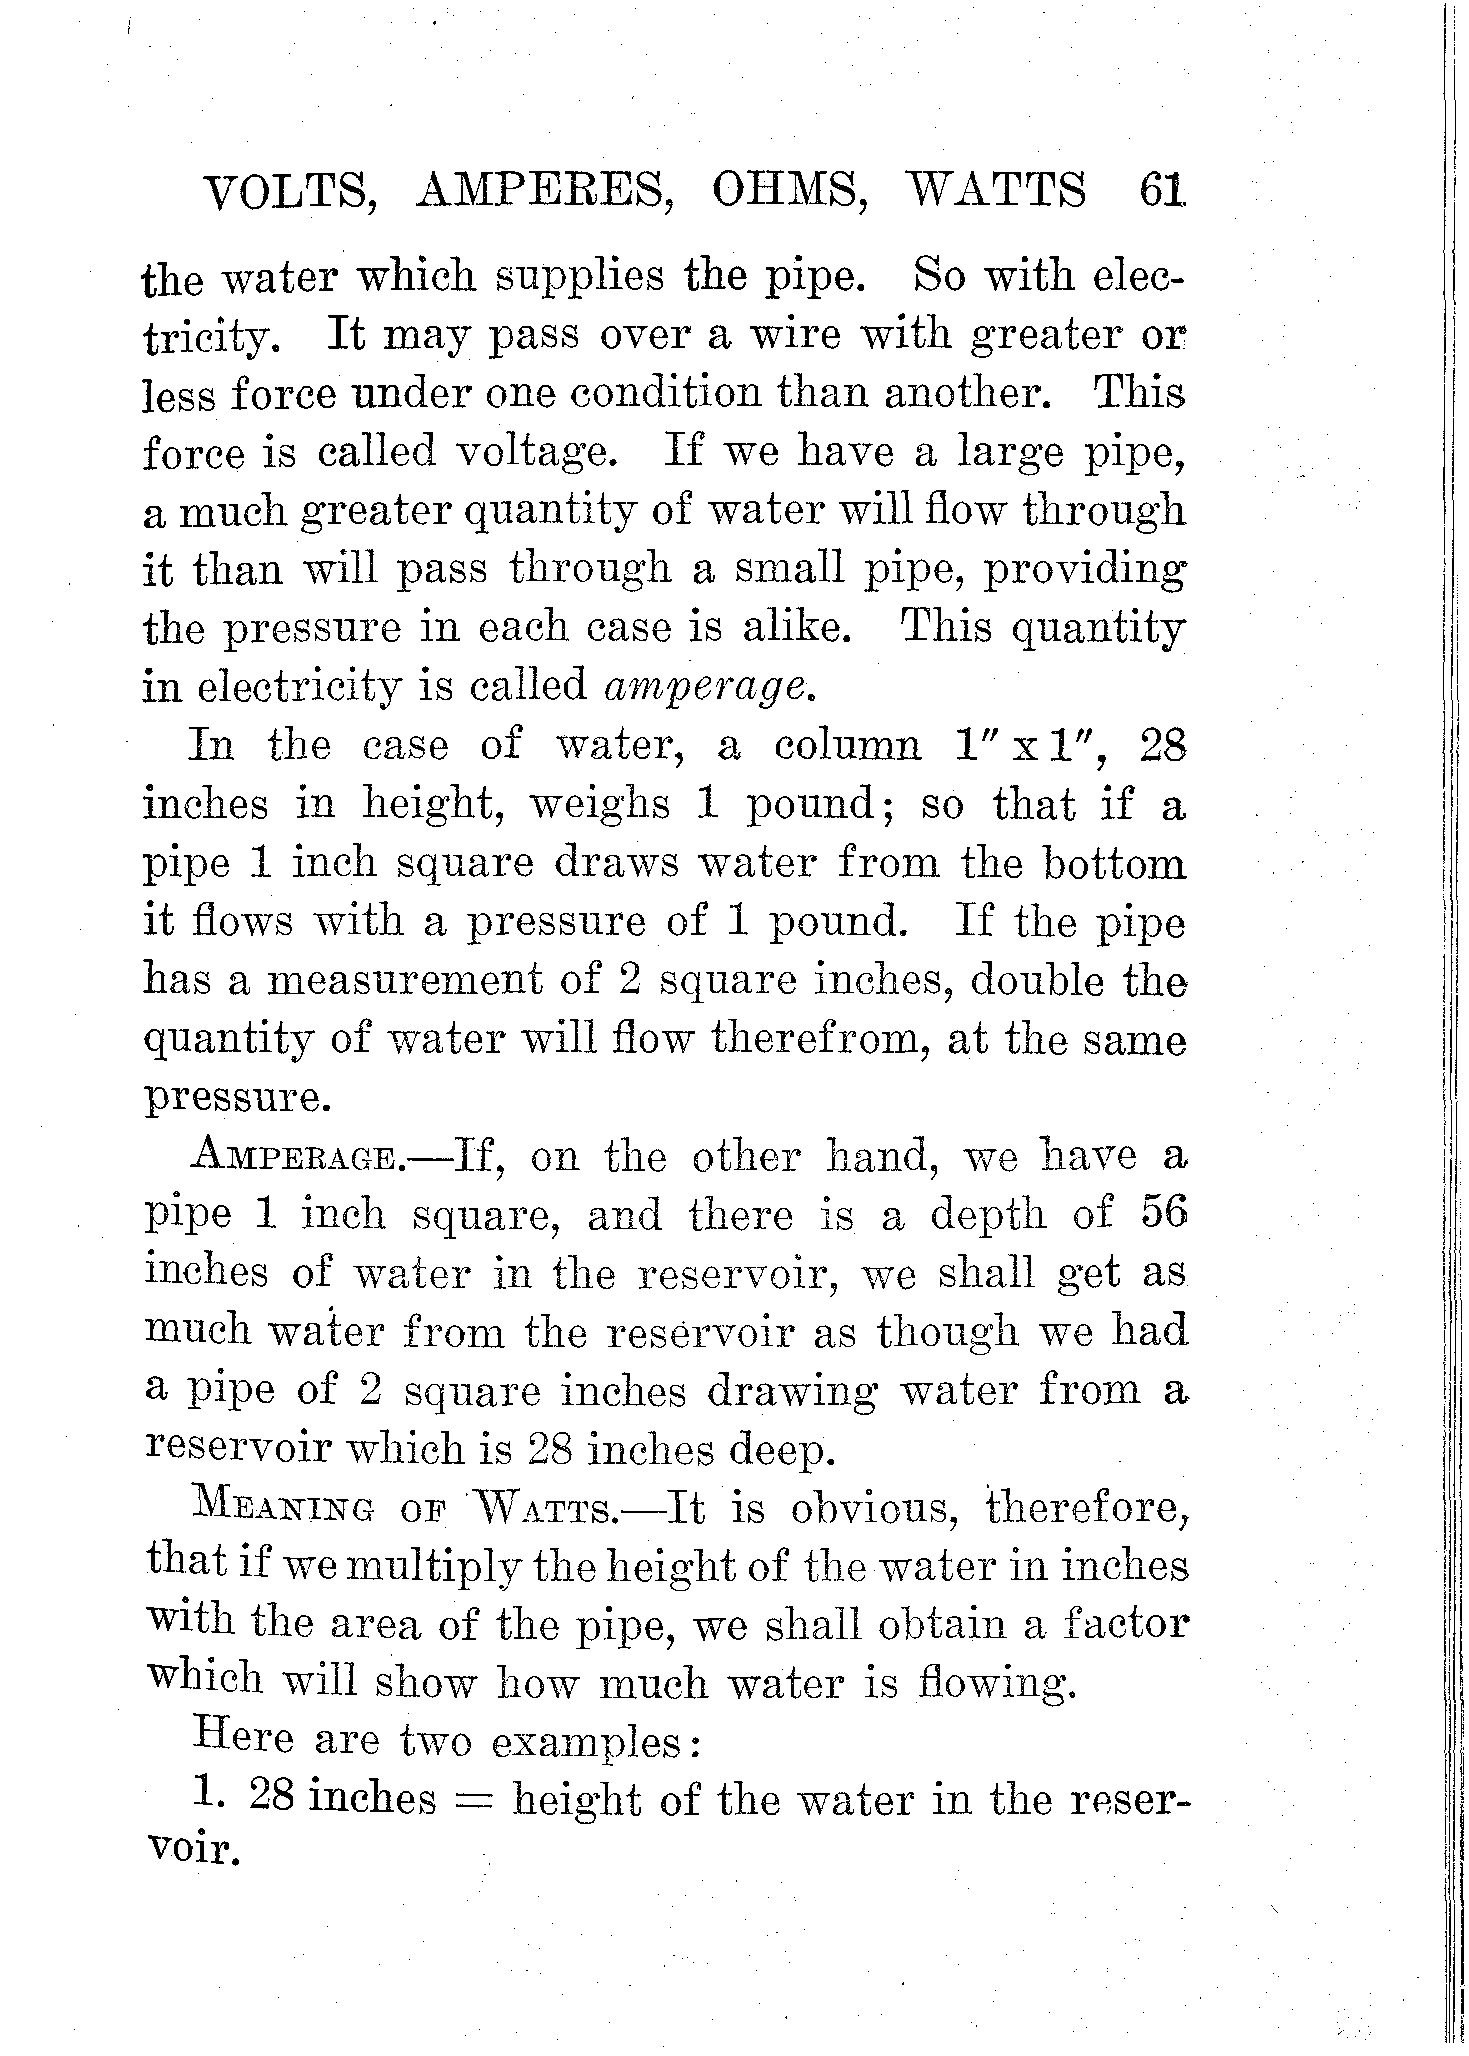 VOLTS, AMPERES, OHMS, WATTS 61
the water which supplies the pipe. So with elec-
tricity. It may pass over a wire with greater or
less force under one condition than another. This
force is called voltage. If we have a large pipe,
a much greater quantity of water will flow through
it than will pass through a small pipe, providing
the pressure in each case is alike. This quantity
in electricity is called amperage.
In the case of water, a column 1" x 1", 28
inches in height, weighs 1 pound; so that if a
pipe 1 inch square draws water from the bottom
it flows with a pressure of 1 pound. If the pipe
has a measurement of 2 square inches, double the
quantity of water will flow therefrom, at the same
pressure.
AMPERAGE.—If, on the other hand, we have a
pipe 1 inch square, and there is a depth of 56
inches of water in the reservoir, we shall get as
much water from the reservoir as though we had
a pipe of 2 square inches drawing water from a
reservoir which is 28 inches deep.
MEANING OF WATTS.—It is obvious, therefore,
that if we multiply the height of the water in inches
with the area of the pipe, we shall obtain a factor
which will show how much water is flowing.
Here are two examples:
1. 28 inches = height of the water in the reser-
voir.